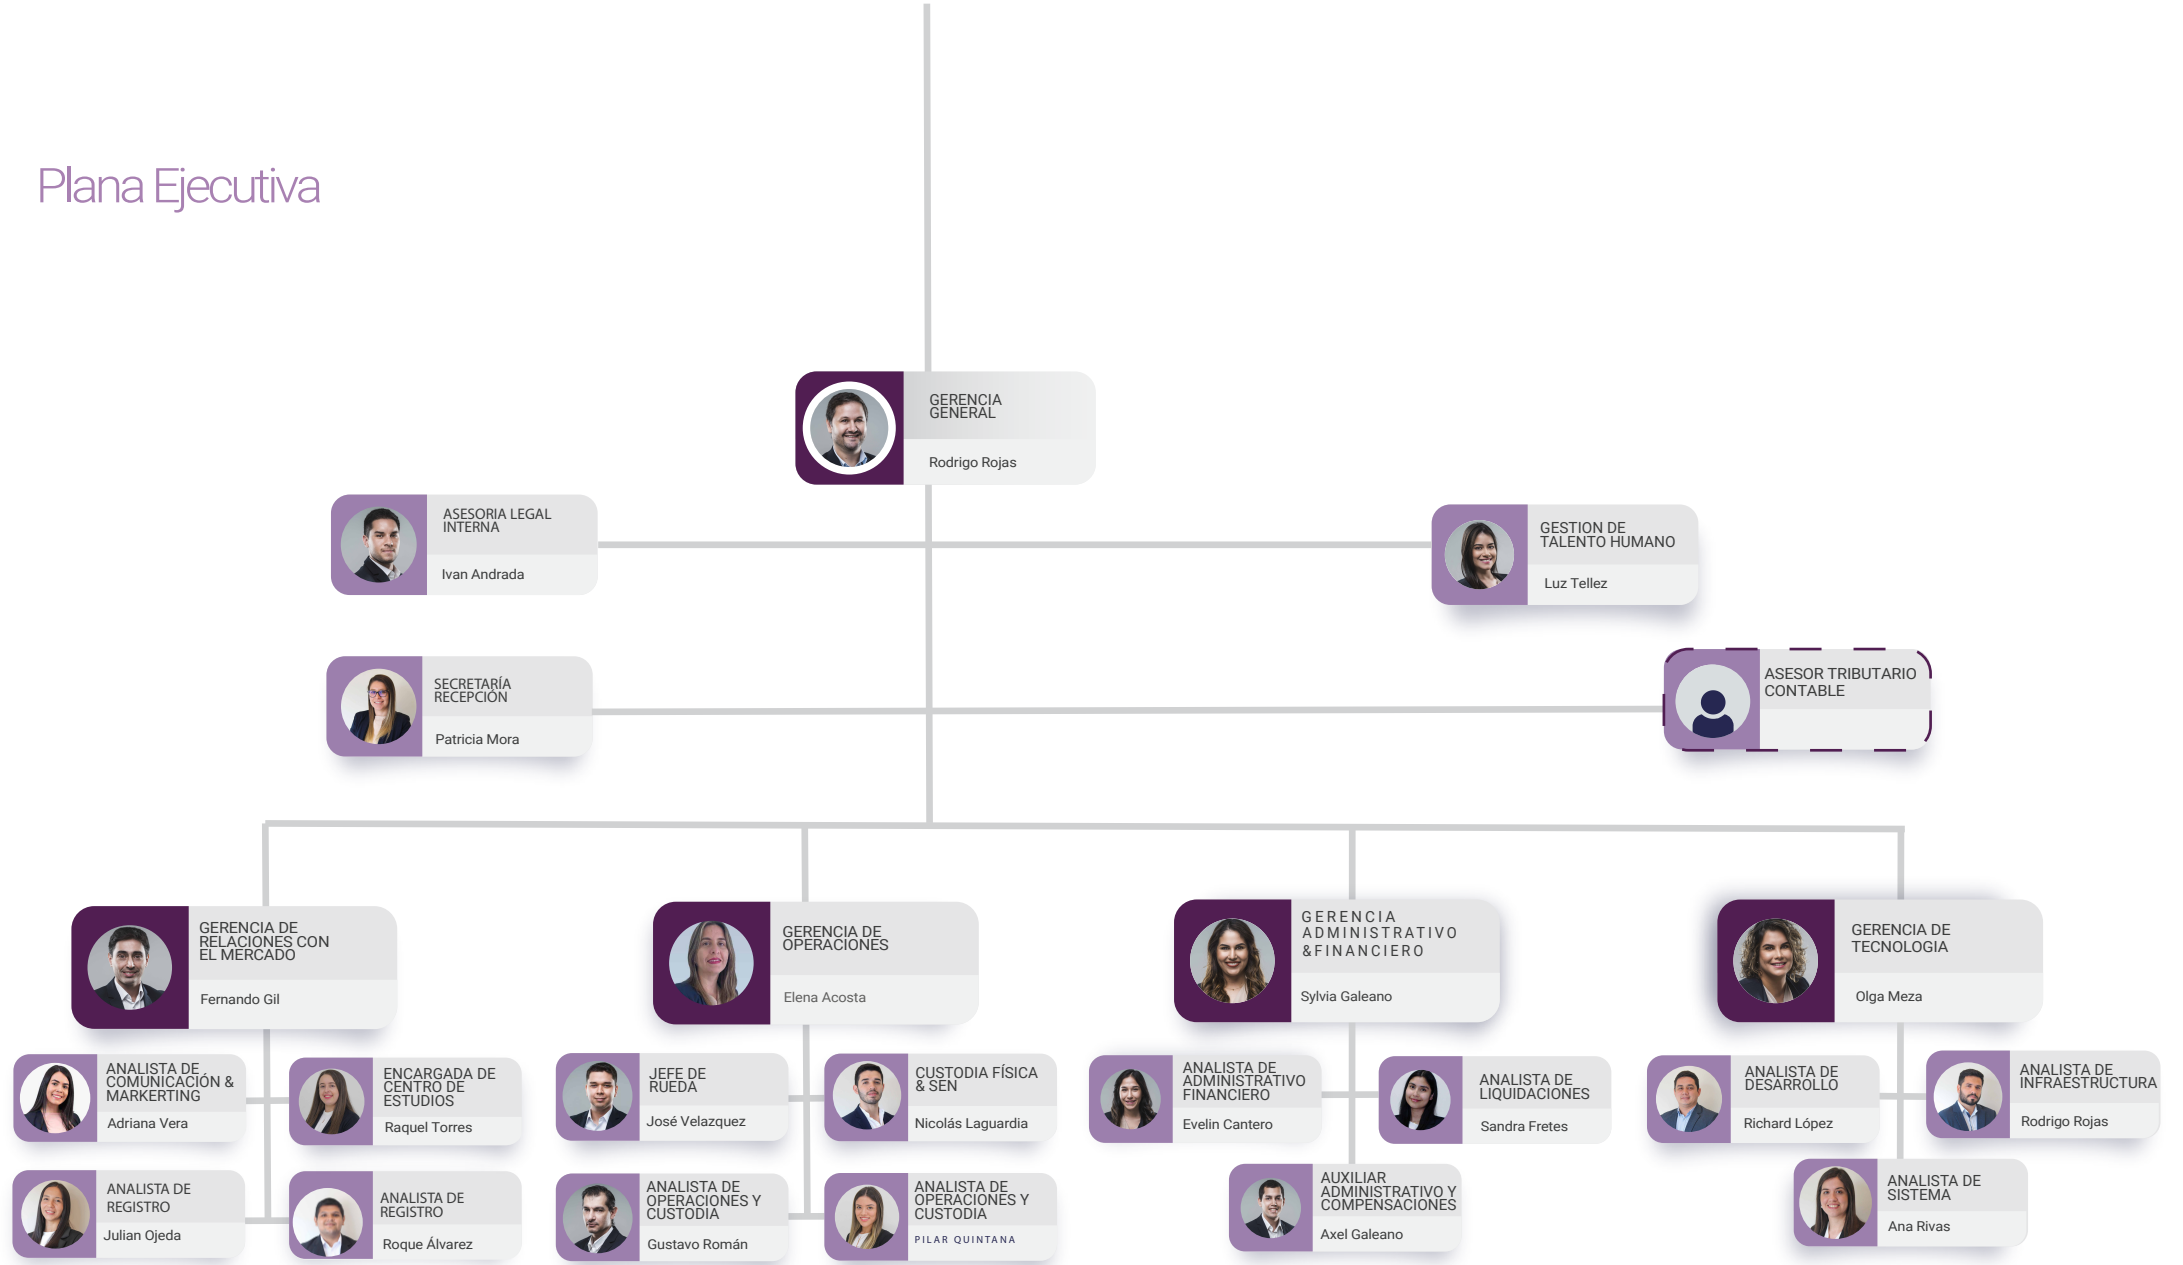 Plana Ejecutiva
GERENCIA
GENERAL
Rodrigo Rojas
ASESORIA LEGAL
INTERNA
Ivan Andrada
GESTION DE
TALENTO HUMANO
Luz Tellez
SECRETARÍA
RECEPCIÓN
Patricia Mora
ASESOR TRIBUTARIO
CONTABLE
GERENCIA DE
RELACIONES CON
EL MERCADO
Fernando Gil
GERENCIA DE
OPERACIONES
Elena Acosta
GERENCIA
ADMINISTRATIVO
&FINANCIERO
Sylvia Galeano
GERENCIA DE
TECNOLOGIA
Olga Meza
ANALISTA DE
COMUNICACIÓN &
MARKERTING
Adriana Vera
ENCARGADA DE
CENTRO DE
ESTUDIOS
Raquel Torres
JEFE DE
RUEDA
José Velazquez
CUSTODIA FÍSICA
& SEN
Nicolás Laguardia
ANALISTA DE
ADMINISTRATIVO
FINANCIERO
Evelin Cantero
ANALISTA DE
LIQUIDACIONES
Sandra Fretes
ANALISTA DE
DESARROLLO
Richard López
ANALISTA DE
INFRAESTRUCTURA
Rodrigo Rojas
ANALISTA DE
REGISTRO
Julian Ojeda
ANALISTA DE
REGISTRO
Roque Álvarez
ANALISTA DE
OPERACIONES Y
CUSTODIA
Gustavo Román
ANALISTA DE
OPERACIONES Y
CUSTODIA
PILAR QUINTANA
AUXILIAR
ADMINISTRATIVO Y
COMPENSACIONES
Axel Galeano
ANALISTA DE
SISTEMA
Ana Rivas